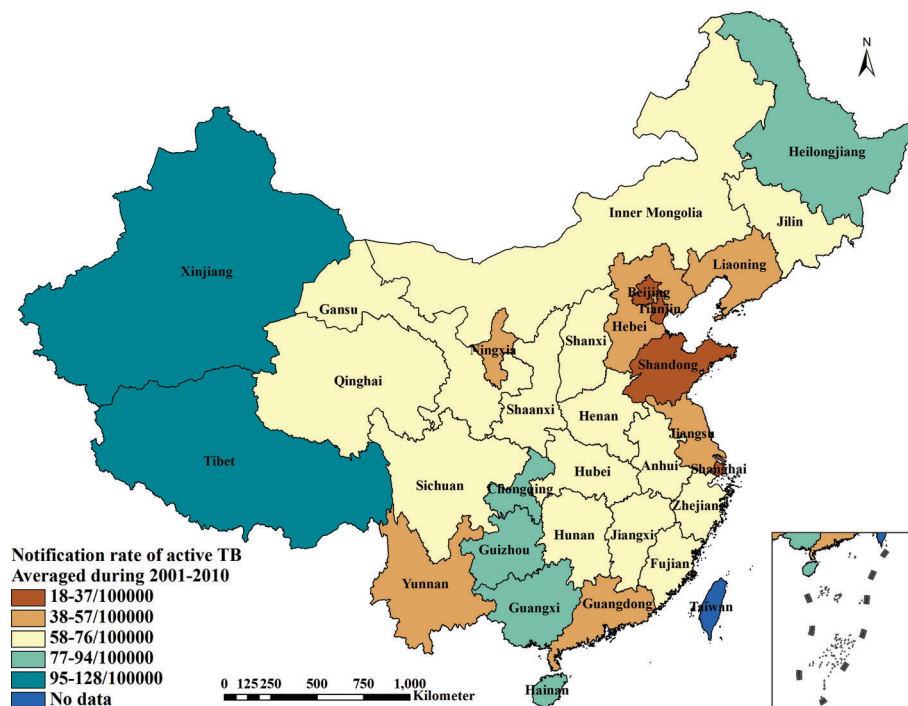 N
Heilongjiang
Inner Mongolia
Jilin
Xinjiang
Liaoning
Beijing
Tianjin
Gansu
Hebei
Shanxi
Ningxia
Shandong
Qinghai
Shaanxi
Henan
Jiangsu
Tibet
Anhui
Shanghai
Hubei
Sichuan
Chongqing
Zhejiang
Hunan
Jiangxi
Guizhou
Fujian
Yunnan
Guangxi
Guangdong
Taiwan
Hainan
Notification rate of active TB
Averaged during 2001-2010
18-37/100000
38-57/100000
58-76/100000
77-94/100000
95-128/100000
No data
0 125 250 500 750 1,000
Kilometer